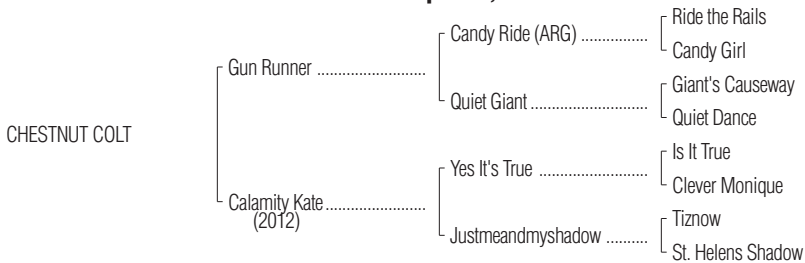 Ride the Rails
Candy Ride (ARG) ................
Candy Girl
Gun Runner ..........................
Giant's Causeway
Quiet Giant ............................
Quiet Dance
CHESTNUT COLT
Is It True
Yes It's True ..........................
Clever Monique
Calamity Kate ........................
(2012)
Tiznow
Justmeandmyshadow ..........
St. Helens Shadow